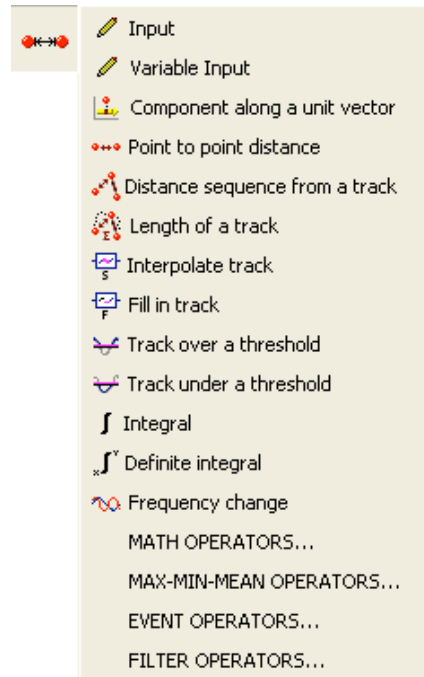 Input
Variable Input
Component along a unit vector
Point to point distance
Distance sequence from a track
Length of a track
Interpolate track
Fill in track
Track over a threshold
Track under a threshold
Integral
Definite integral
Frequency change
MATH OPERATORS...
MAX-MIN-MEAN OPERATORS...
EVENT OPERATORS...
FILTER OPERATORS...